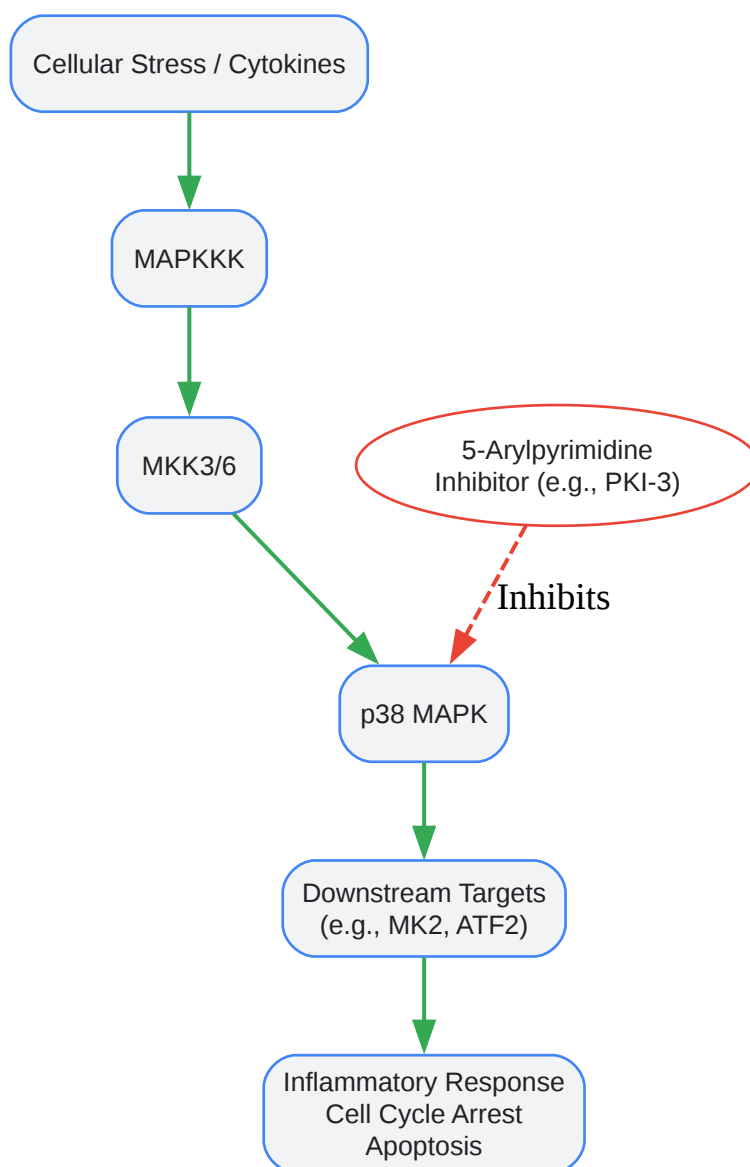 Cellular Stress / Cytokines
MAPKKK
MKK3/6
5-Arylpyrimidine
Inhibitor (e.g., PKI-3)
Inhibits
p38 MAPK
Downstream Targets
(e.g., MK2, ATF2)
Inflammatory Response
Cell Cycle Arrest
Apoptosis